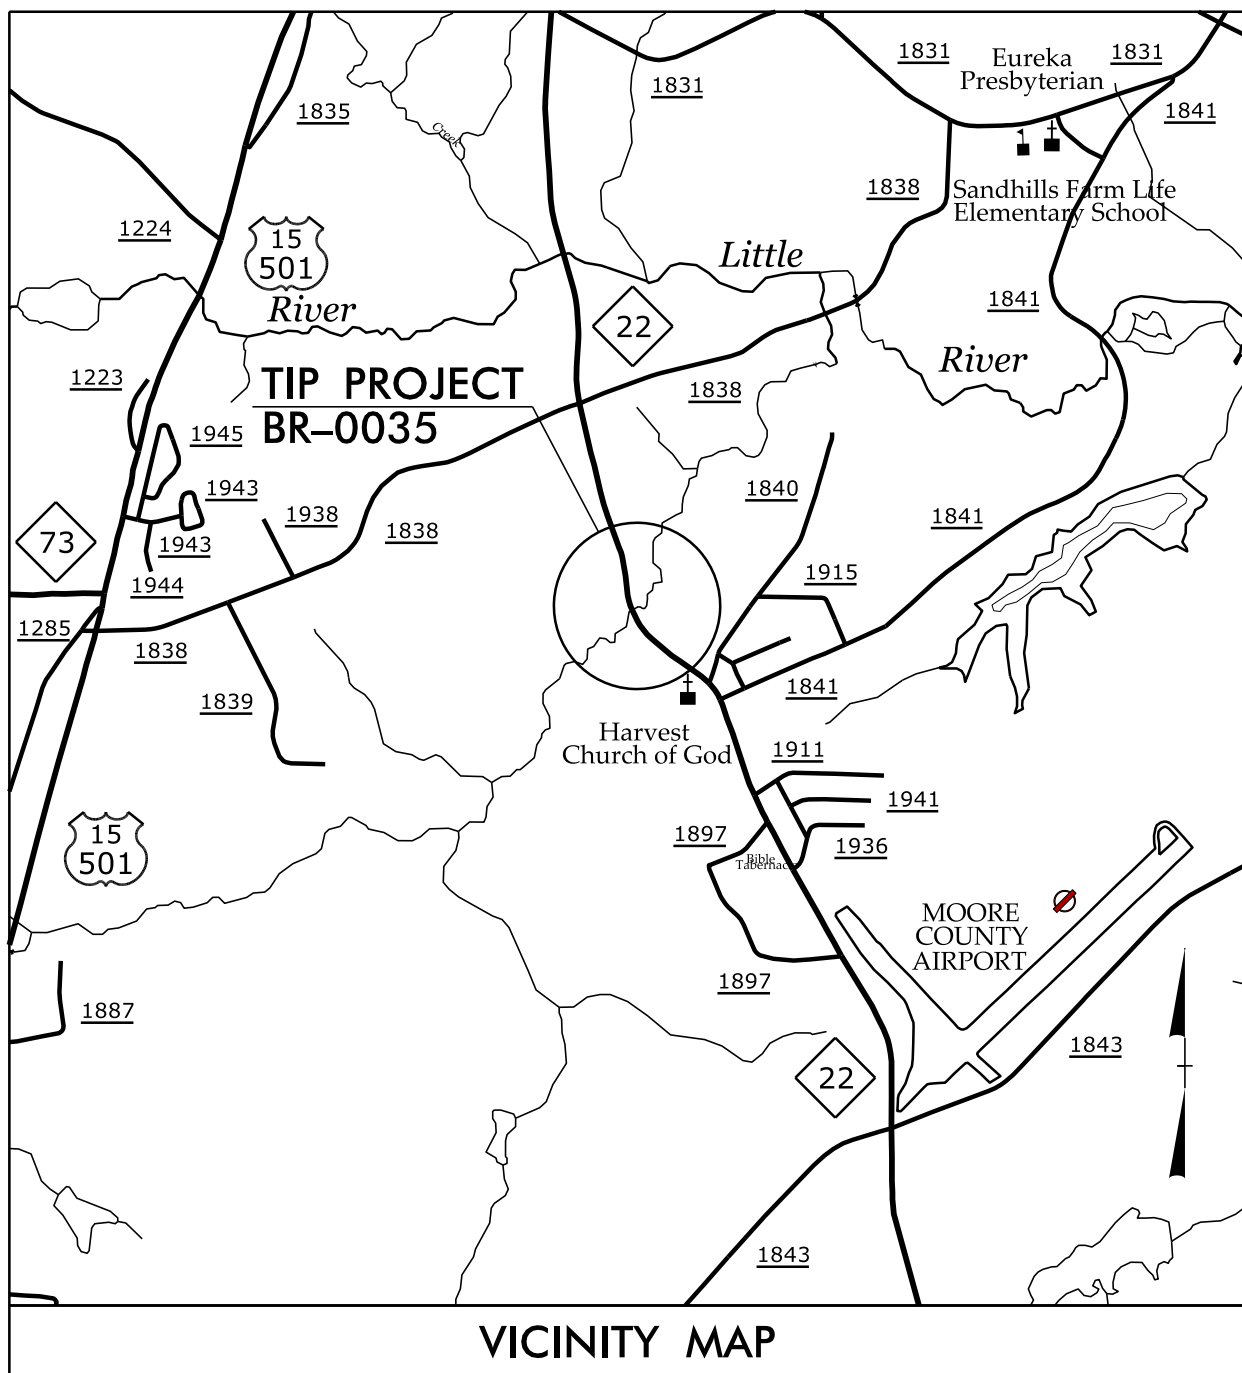 1831
Eureka
Presbyterian
1831
1831
1835
1841
Creek
1838
Sandhills Farm Life
Elementary School
1224
15
501
Little
River
1841
22
River
1223
TIP PROJECT
BR-0035
1838
1945
1943
1840
1938
1841
1838
73
1943
1915
1944
1285
1838
1841
1839
Harvest
Church of God
1911
1941
15
501
1897
1936
Bible
Tabernacle
MOORE
COUNTY
AIRPORT
1897
1887
1843
22
1843
VICINITY MAP